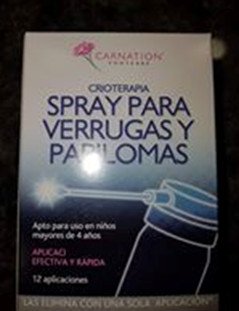 CARNATION
FOOTCARE
CRIOTERAPIA
SPRAY PARA
VERRUGAS Y
PAPILOMAS
Apto para uso en niños
mayores de 4 años
APLICACI
EFECTIVA Y RÁPIDA
12 aplicaciones
LAS ELIMINA CON UNA SOLA APLICACIÓN